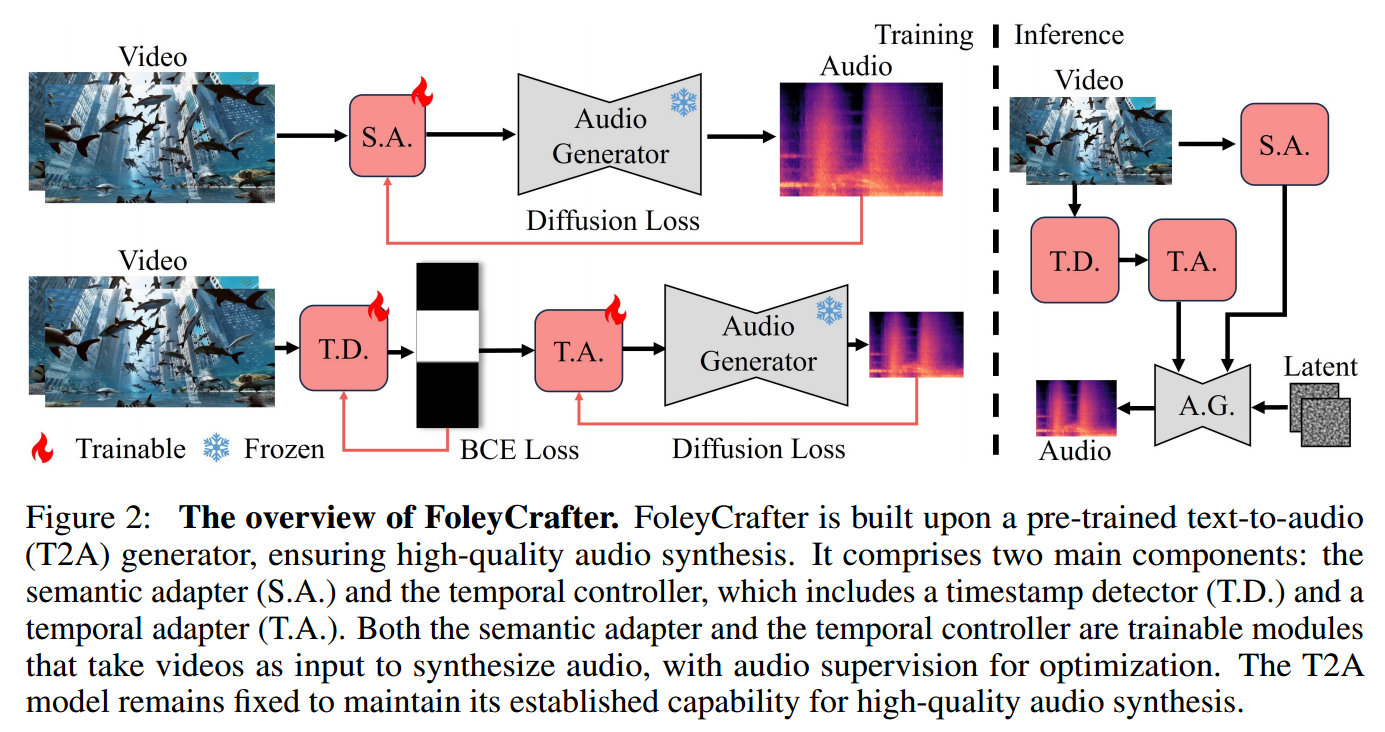 Training
Inference
Video
Audio
S.A.
Audio
Generator
Diffusion Loss
Video
T.D.
T.A.
Audio
Generator
Trainable
Frozen
BCE Loss
Diffusion Loss
Video
S.A.
T.D.
T.A.
Latent
A.G.
Audio
Figure 2: The overview of FoleyCrafter. FoleyCrafter is built upon a pre-trained text-to-audio
(T2A) generator, ensuring high-quality audio synthesis. It comprises two main components: the
semantic adapter (S.A.) and the temporal controller, which includes a timestamp detector (T.D.) and a
temporal adapter (T.A.). Both the semantic adapter and the temporal controller are trainable modules
that take videos as input to synthesize audio, with audio supervision for optimization. The T2A
model remains fixed to maintain its established capability for high-quality audio synthesis.